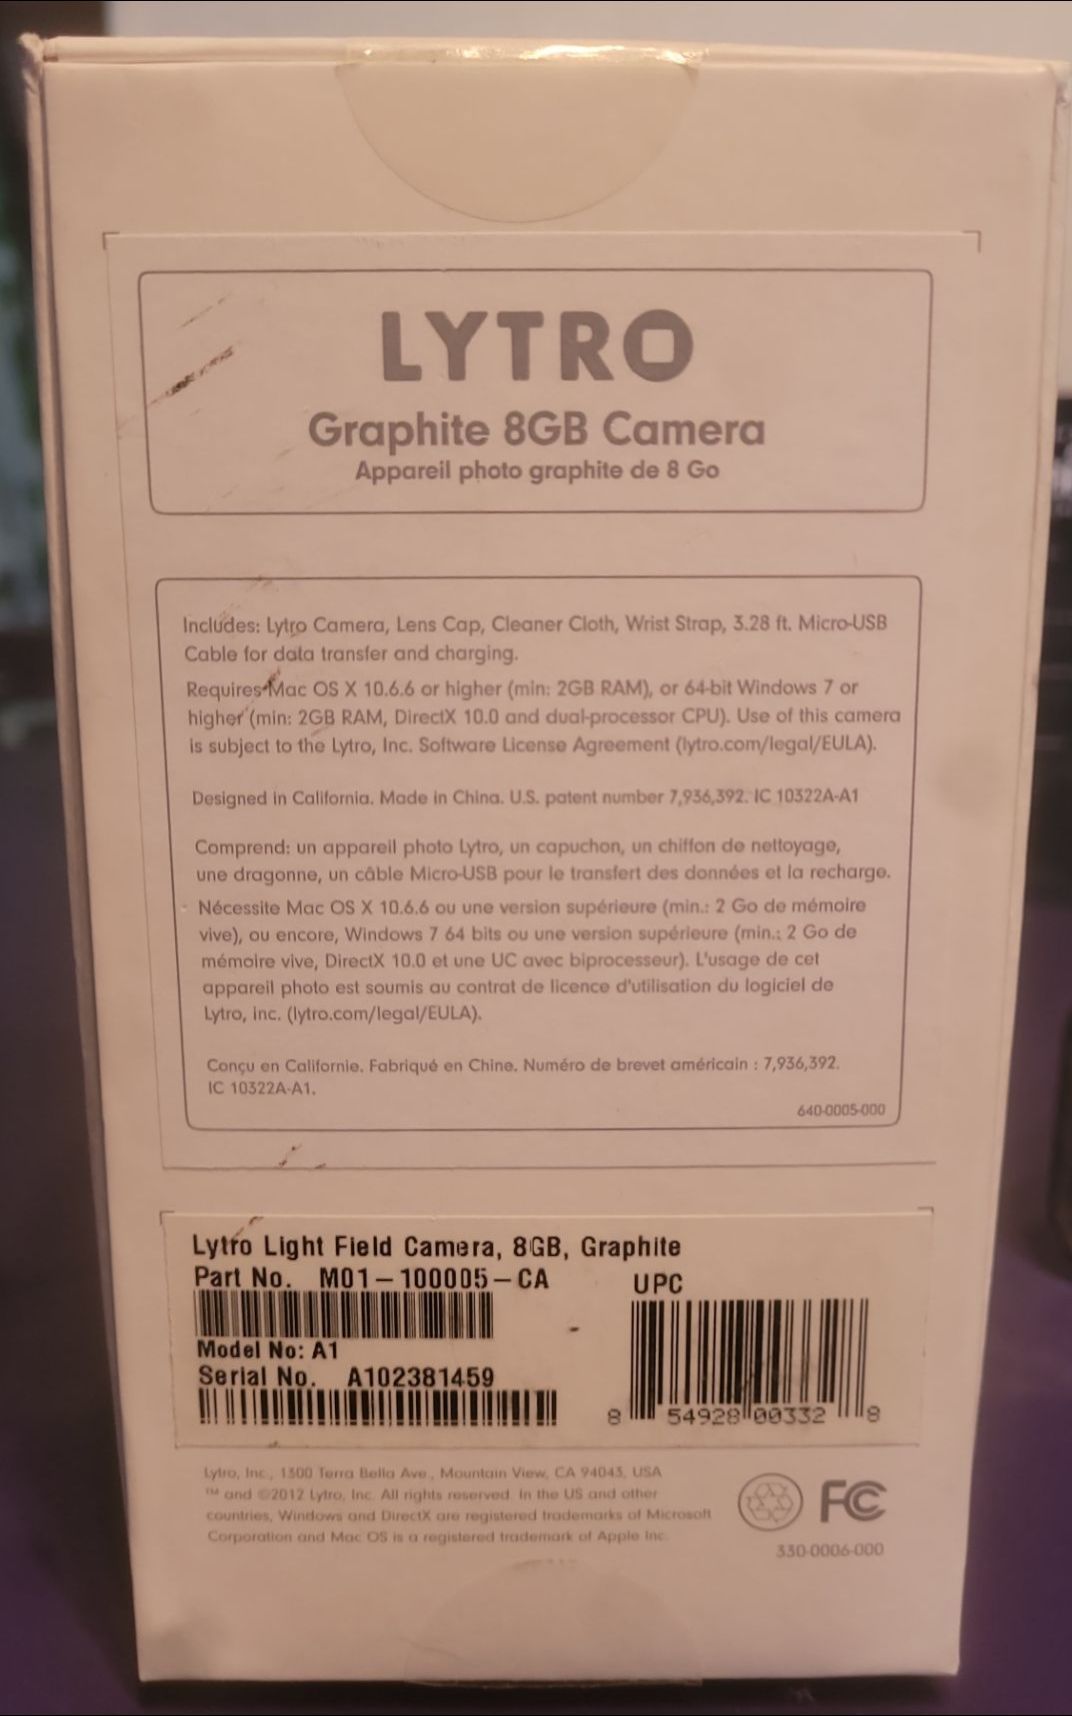 LYTRO
Graphite 8GB Camera
Appareil photo graphite de 8 Go
Includes: Lytro Camera, Lens Cap, Cleaner Cloth, Wrist Strap, 3.28 ft. Micro-USB
Cable for data transfer and charging.
Requires Mac OS X 10.6.6 or higher (min: 2GB RAM), or 64-bit Windows 7 or
higher (min: 2GB RAM, DirectX 10.0 and dual-processor CPU). Use of this camera
is subject to the Lytro, Inc. Software License Agreement (lytro.com/legal/EULA).
Designed in California. Made in China. U.S. patent number 7,936,392. IC 10322A-A1
Comprend: un appareil photo Lytro, un capuchon, un chiffon de nettoyage,
une dragonne, un câble Micro-USB pour le transfert des données et la recharge.
Nécessite Mac OS X 10.6.6 ou une version supérieure (min.: 2 Go de mémoire
vive), ou encore, Windows 7 64 bits ou une version supérieure (min.: 2 Go de
mémoire vive, DirectX 10.0 et une UC avec biprocesseur). L'usage de cet
appareil photo est soumis au contrat de licence d'utilisation du logiciel de
Lytro, inc. (lytro.com/legal/EULA).
Conçu en Californie. Fabriqué en Chine. Numéro de brevet américain : 7,936,392.
IC 10322A-A1.
640-0005-000
Lytro Light Field Camera, 8GB, Graphite
Part No. M01-100005-CA
UPC
Model No: A1
Serial No. A102381459
8 54928 00332 8
Lytro, Inc., 1300 Terra Bella Ave., Mountain View, CA 94043, USA
™ and ©2012 Lytro, Inc. All rights reserved. In the US and other
countries, Windows and DirectX are registered trademarks of Microsoft
Corporation and Mac OS is a registered trademark of Apple Inc.
FC
330-0006-000